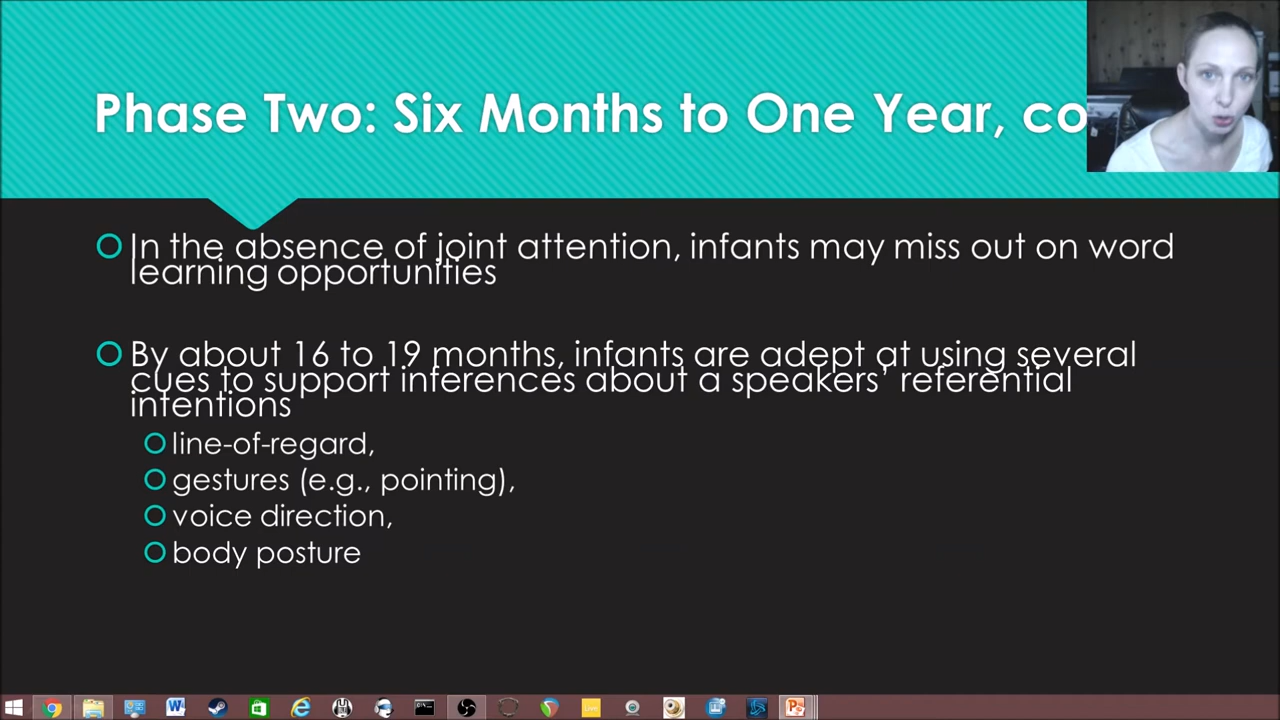 Phase Two: Six Months to One Year, co
In the absence of joint attention, infants may miss out on word
learning opportunities
By about 16 to 19 months, infants are adept at using several
cues to support inferences about a speakers’ referential
intentions
line-of-regard,
gestures (e.g., pointing),
voice direction,
body posture